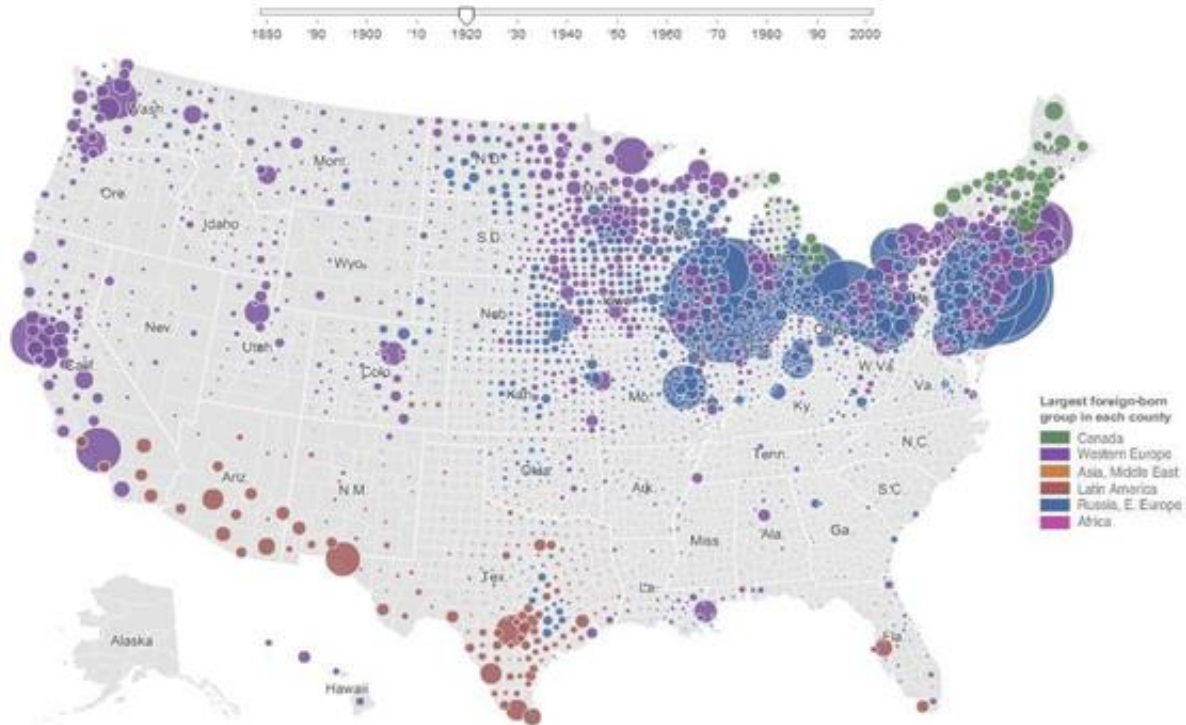 1880 '90 1900 '10 1920 '30 1940 '50 1960 '70 1980 '90 2000
Wash.
Mont.
N.D.
Minn.
Me.
Ore.
Idaho
S.D.
Wyo.
Iowa
Neb.
Nev.
Utah
Colo.
Calif.
Kan.
Mo.
Ohio
Pa.
W.Va.
Va.
Ky.
N.C.
Tenn.
S.C.
Ariz.
N.M.
Okla.
Ark.
Miss.
Ala.
Ga.
Tex.
La.
Fla.
Alaska
Hawaii
Largest foreign-born
group in each county
Canada
Western Europe
Asia, Middle East
Latin America
Russia, E. Europe
Africa